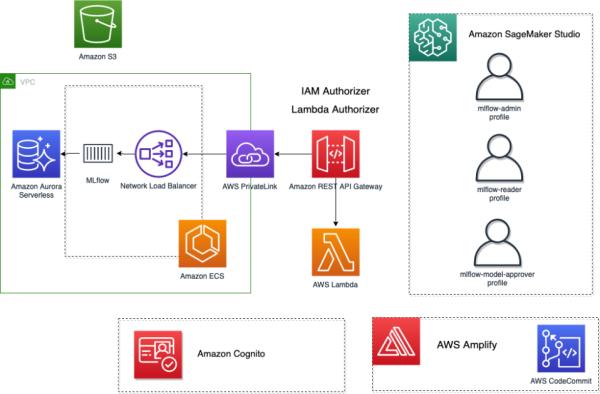 Amazon S3
VPC
IAM Authorizer
Lambda Authorizer
Amazon SageMaker Studio
mlflow-admin
profile
Amazon Aurora
Serverless
MLflow
Network Load Balancer
AWS PrivateLink
Amazon REST API Gateway
mlflow-reader
profile
Amazon ECS
AWS Lambda
mlflow-model-approver
profile
Amazon Cognito
AWS Amplify
AWS CodeCommit